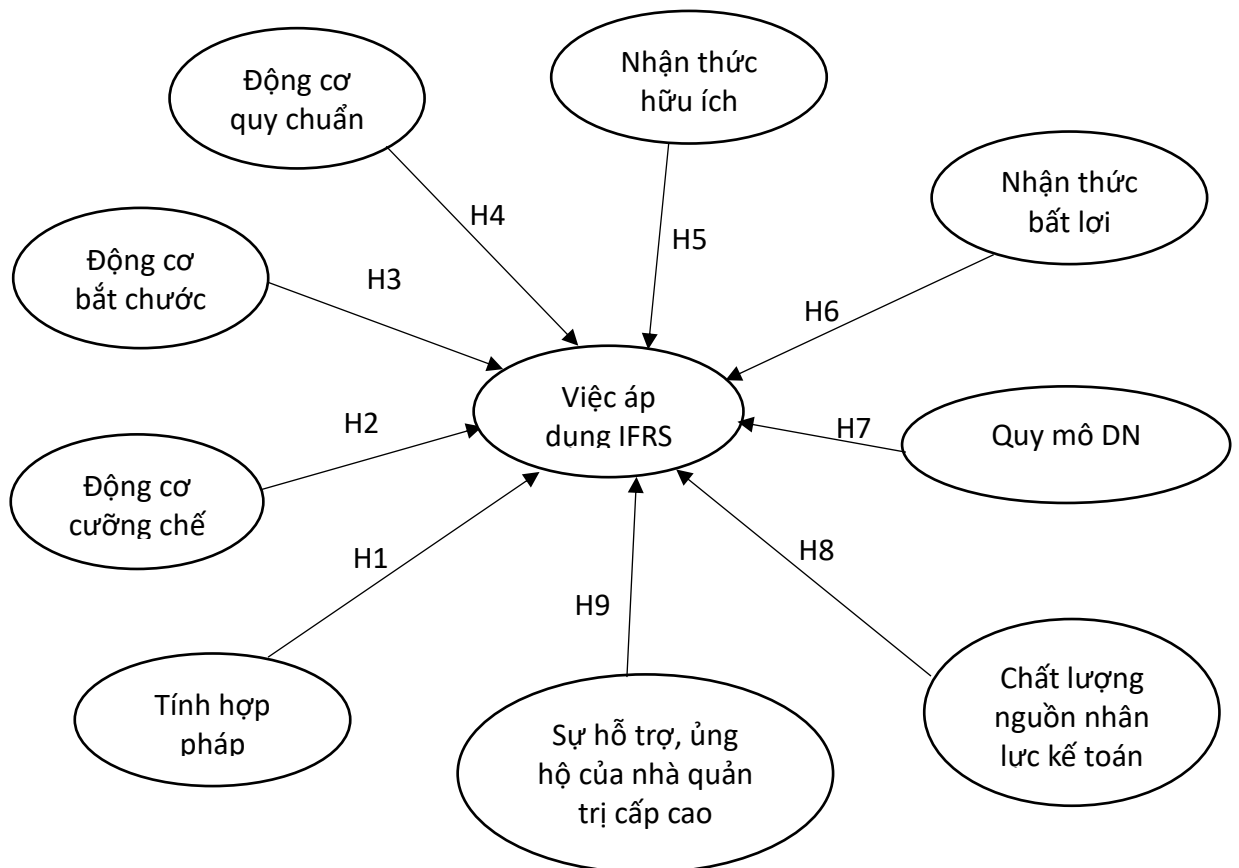 Động cơ
quy chuẩn
Nhận thức
hữu ích
Nhận thức
bất lợi
H4
H5
Động cơ
bắt chước
H3
H6
Việc áp
dụng IFRS
H2
H7
Quy mô DN
Động cơ
cưỡng chế
H1
H8
H9
Tính hợp
pháp
Sự hỗ trợ, ủng
hộ của nhà quản
trị cấp cao
Chất lượng
nguồn nhân
lực kế toán